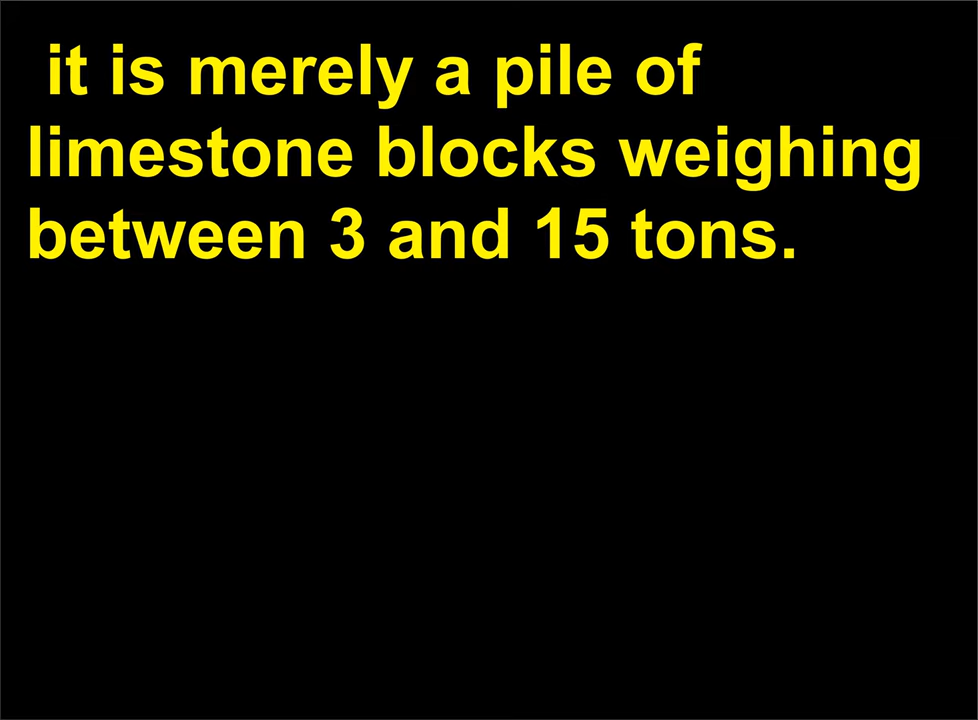 it is merely a pile of
limestone blocks weighing
between 3 and 15 tons.